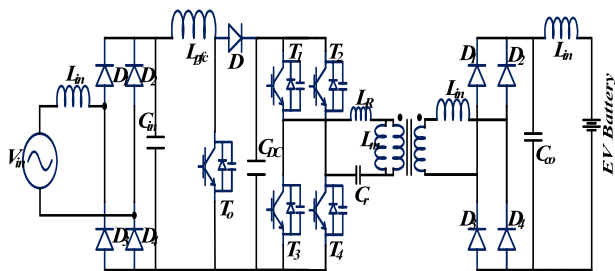 L_in
V_in
D_1
D_2
C_in
D_3
D_4
L_pfc
D
T_o
C_DC
T_1
T_2
T_3
T_4
L_R
L_m
C_r
L_in
D_1
D_2
D_3
D_4
C_co
L_in
EV Battery